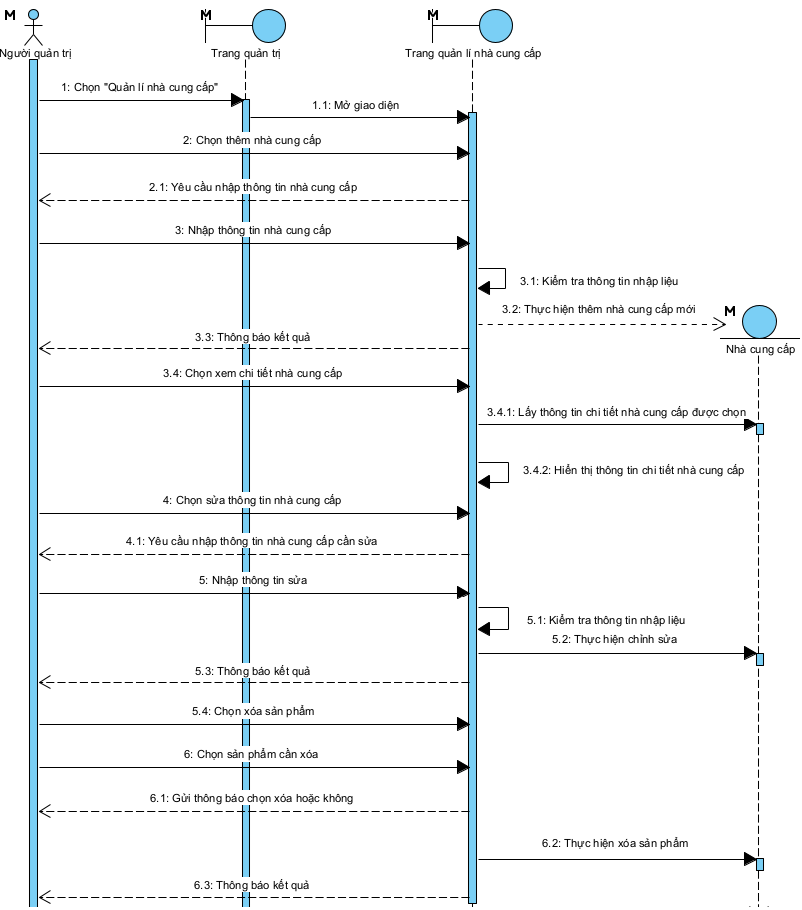 M
M
M
Người quản trị
Trang quản trị
Trang quản lí nhà cung cấp
1: Chọn "Quản lí nhà cung cấp"
1.1: Mở giao diện
2: Chọn thêm nhà cung cấp
2.1: Yêu cầu nhập thông tin nhà cung cấp
3: Nhập thông tin nhà cung cấp
3.1: Kiểm tra thông tin nhập liệu
3.2: Thực hiện thêm nhà cung cấp mới
M
3.3: Thông báo kết quả
Nhà cung cấp
3.4: Chọn xem chi tiết nhà cung cấp
3.4.1: Lấy thông tin chi tiết nhà cung cấp được chọn
3.4.2: Hiển thị thông tin chi tiết nhà cung cấp
4: Chọn sửa thông tin nhà cung cấp
4.1: Yêu cầu nhập thông tin nhà cung cấp cần sửa
5: Nhập thông tin sửa
5.1: Kiểm tra thông tin nhập liệu
5.2: Thực hiện chỉnh sửa
5.3: Thông báo kết quả
5.4: Chọn xóa sản phẩm
6: Chọn sản phẩm cần xóa
6.1: Gửi thông báo chọn xóa hoặc không
6.2: Thực hiện xóa sản phẩm
6.3: Thông báo kết quả